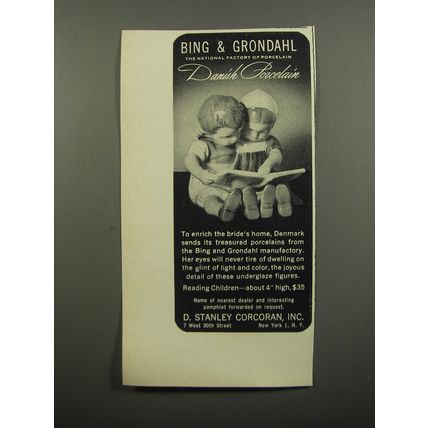 BING & GRONDAHL
THE NATIONAL FACTORY OF PORCELAIN
Danish Porcelain
To enrich the bride's home, Denmark
sends its treasured porcelains from
the Bing and Grondahl manufactory.
Her eyes will never tire of dwelling on
the glint of light and color, the joyous
detail of these underglaze figures.
Reading Children—about 4" high, $35
Name of nearest dealer and interesting
pamphlet forwarded on request.
D. STANLEY CORCORAN, INC.
7 West 30th Street New York 1, N. Y.